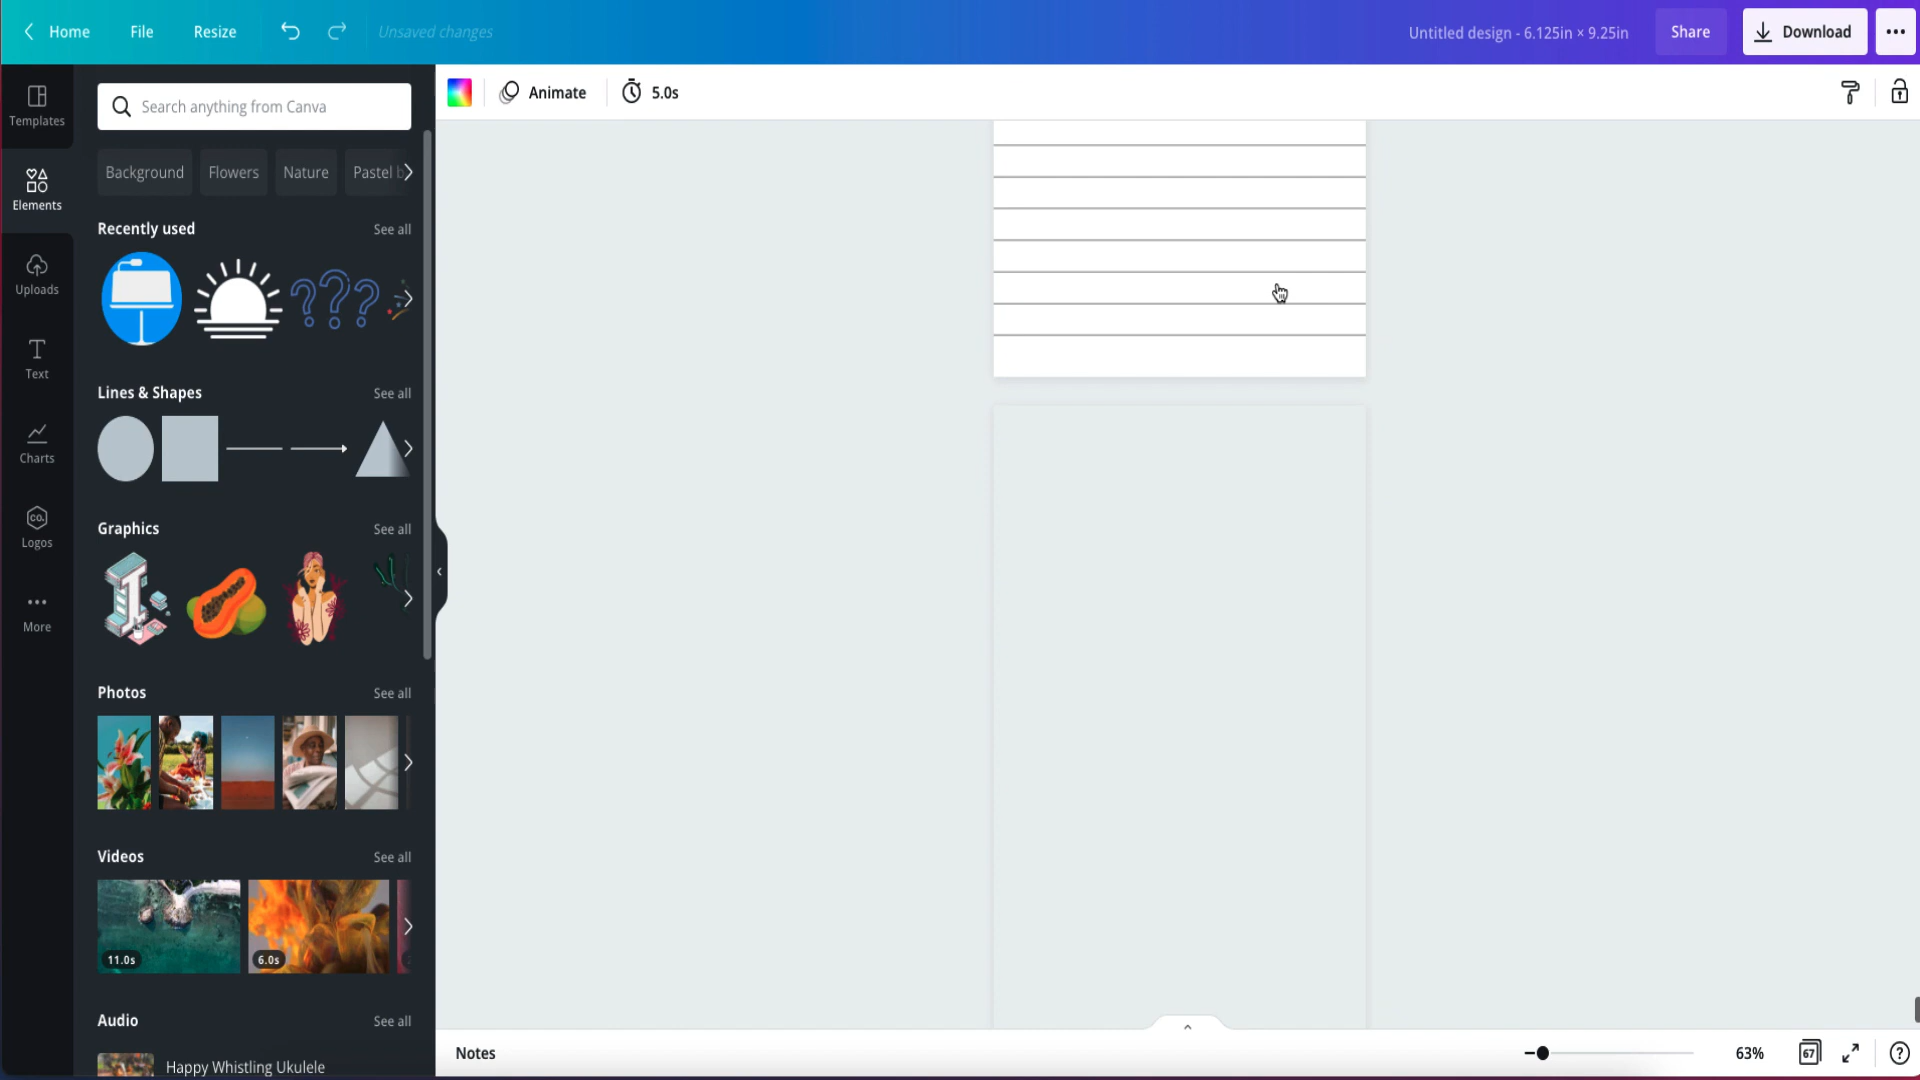 Home File Resize Unsaved changes Untitled design - 6.125in × 9.25in Share Download
Templates
Elements
Uploads
Text
Charts
CO.
Logos
More
Search anything from Canva
Background Flowers Nature Pastel b
Recently used See all
Lines & Shapes See all
Graphics See all
Photos See all
Videos See all
11.0s 6.0s
Audio See all
Happy Whistling Ukulele
Animate 5.0s
Notes 63% 67 ?